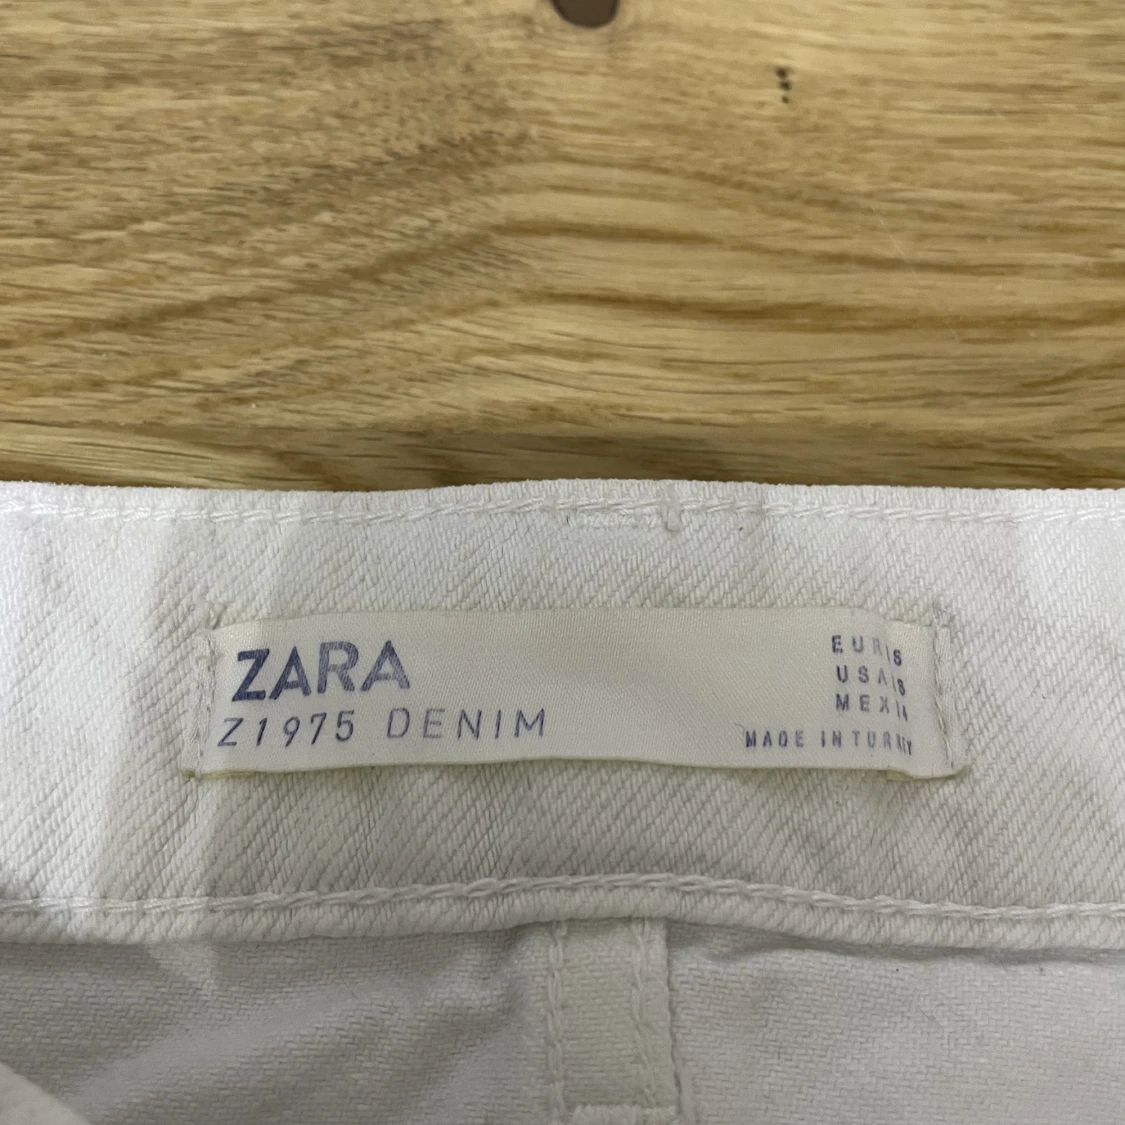 ZARA
Z1975 DENIM
EUR S
USA S
MEX
MADE IN TURKEY